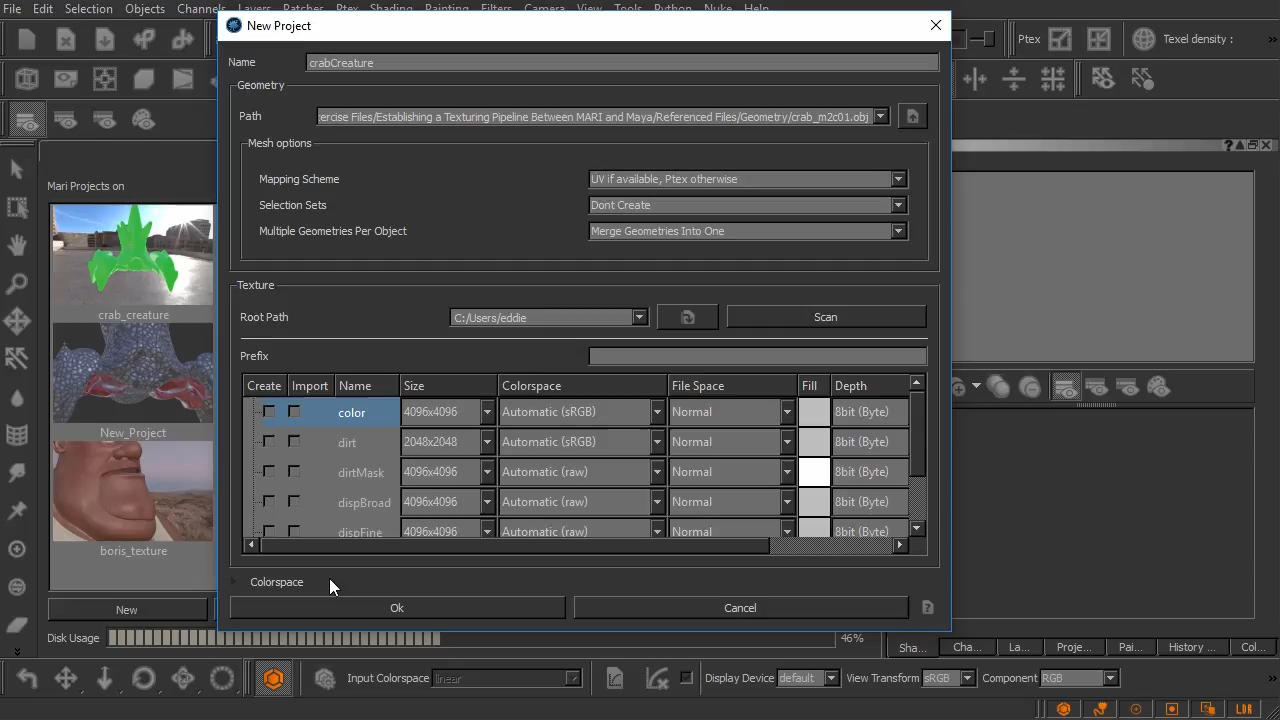 File Edit Selection Objects Channels Layers Patches Ptex Shading Painting Filters Camera View Tools Python Nuke Help
New Project
Ptex
Texel density :
Name
crabCreature
Geometry
Path
ercise Files/Establishing a Texturing Pipeline Between MARI and Maya/Referenced Files/Geometry/crab_m2c01.obj
Mesh options
Mapping Scheme
UV if available, Ptex otherwise
Selection Sets
Dont Create
Multiple Geometries Per Object
Merge Geometries Into One
Mari Projects on
crab_creature
New_Project
boris_texture
New
Texture
Root Path
C:/Users/eddie
Scan
Prefix
Create Import Name Size Colorspace File Space Fill Depth
color 4096x4096 Automatic (sRGB) Normal 8bit (Byte)
dirt 2048x2048 Automatic (sRGB) Normal 8bit (Byte)
dirtMask 4096x4096 Automatic (raw) Normal 8bit (Byte)
dispBroad 4096x4096 Automatic (raw) Normal 8bit (Byte)
dispFine 4096x4096 Automatic (raw) Normal 8bit (Byte)
Colorspace
Ok
Cancel
Disk Usage
46%
Sha... Cha... La... Proje... Pai... History ... Col...
Input Colorspace linear
Display Device default
View Transform sRGB
Component RGB
LDR